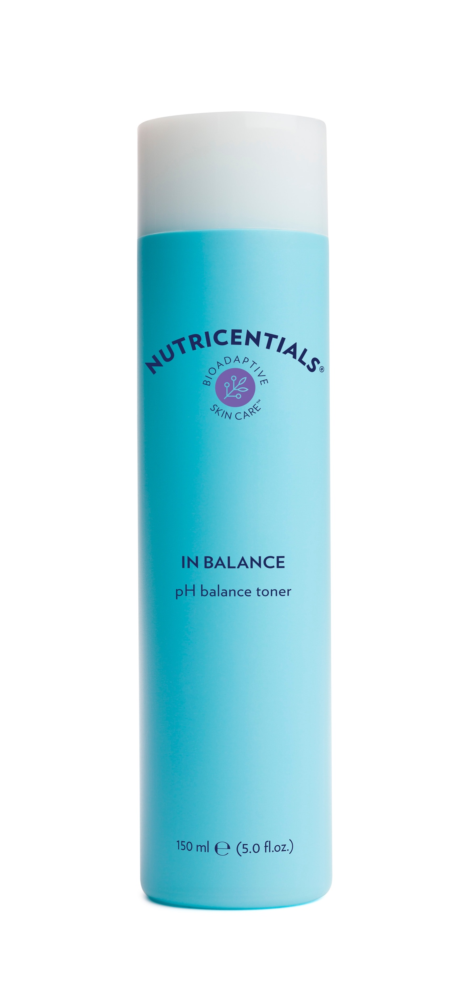 NUTRICENTIALS®
BIOADAPTIVE
SKIN CARE™
IN BALANCE
pH balance toner
150 ml ℮ (5.0 fl.oz.)